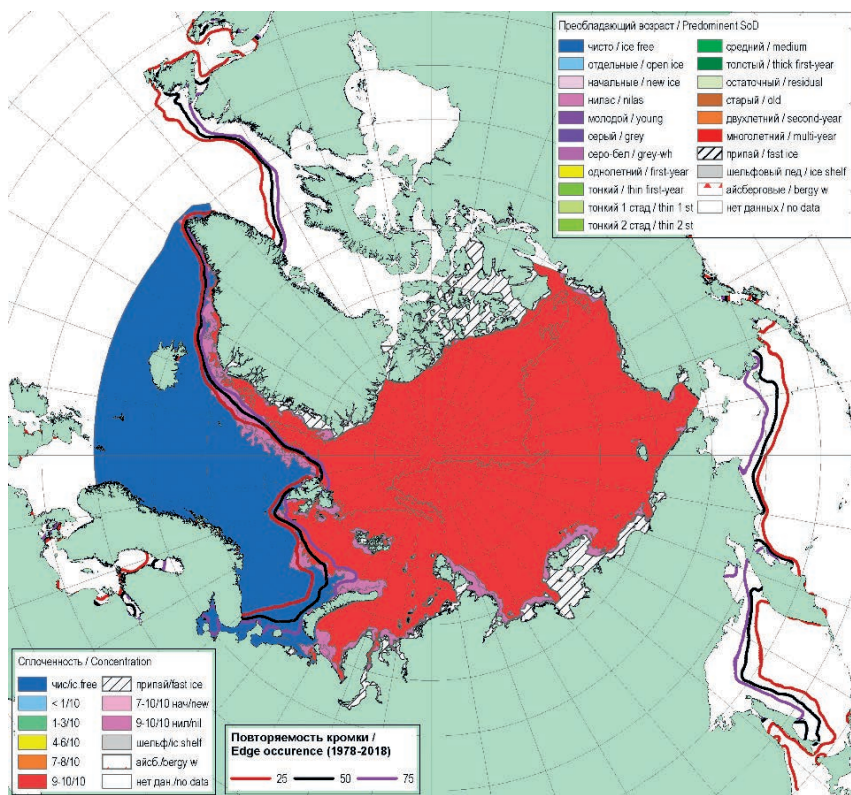 Преобладающий возраст / Predominent SoD
чисто / ice free
отдельные / open ice
начальные / new ice
нилас / nilas
молодой / young
серый / grey
серо-бел / grey-wh
однолетний / first-year
тонкий / thin first-year
тонкий 1 стад / thin 1 st
тонкий 2 стад / thin 2 st
средний / medium
толстый / thick first-year
остаточный / residual
старый / old
двухлетний / second-year
многолетний / multi-year
припай / fast ice
шельфовый лед / ice shelf
айсберговые / bergy w
нет данных / no data
Сплоченность / Concentration
чис/ic.free
< 1/10
1-3/10
4-6/10
7-8/10
9-10/10
припай/fast ice
7-10/10 нач/new
9-10/10 нил/nil
шельф/ic.shelf
айсб./bergy w
нет дан./no data
Повторяемость кромки /
Edge occurence (1978-2018)
25 50 75